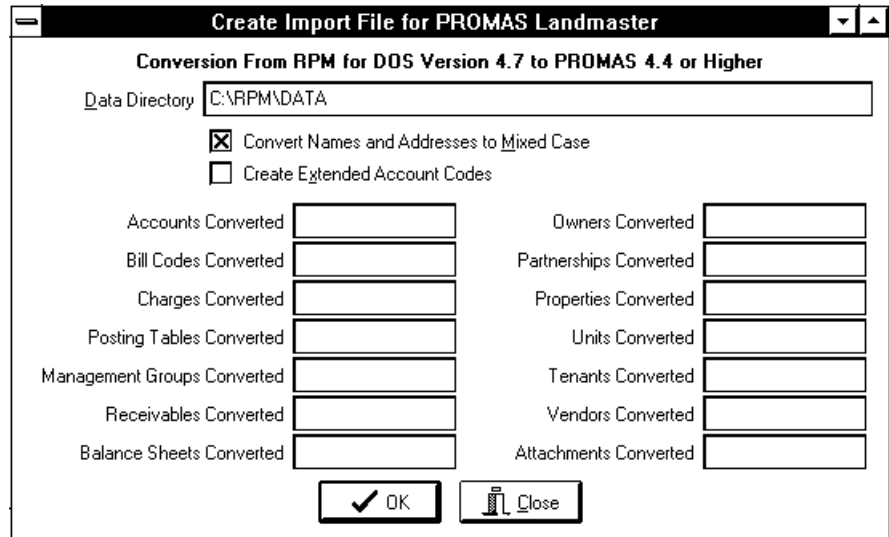 Create Import File for PROMAS Landmaster
Conversion From RPM for DOS Version 4.7 to PROMAS 4.4 or Higher
Data Directory C:\RPM\DATA
Convert Names and Addresses to Mixed Case
Create Extended Account Codes
Accounts Converted Owners Converted
Bill Codes Converted Partnerships Converted
Charges Converted Properties Converted
Posting Tables Converted Units Converted
Management Groups Converted Tenants Converted
Receivables Converted Vendors Converted
Balance Sheets Converted Attachments Converted
OK Close